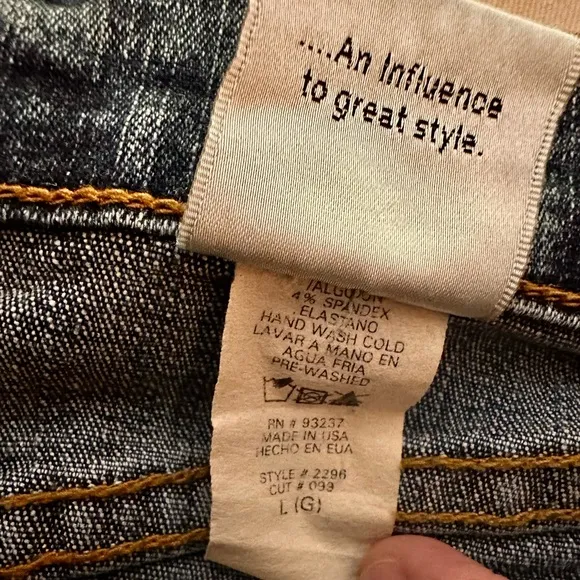 .....An Influence
to great style.
/ALGODON
4% SPANDEX
ELASTANO
HAND WASH COLD
LAVAR A MANO EN
AGUA FRIA
PRE-WASHED
RN # 93237
MADE IN USA
HECHO EN EUA
STYLE # 2296
CUT # 099
L (G)